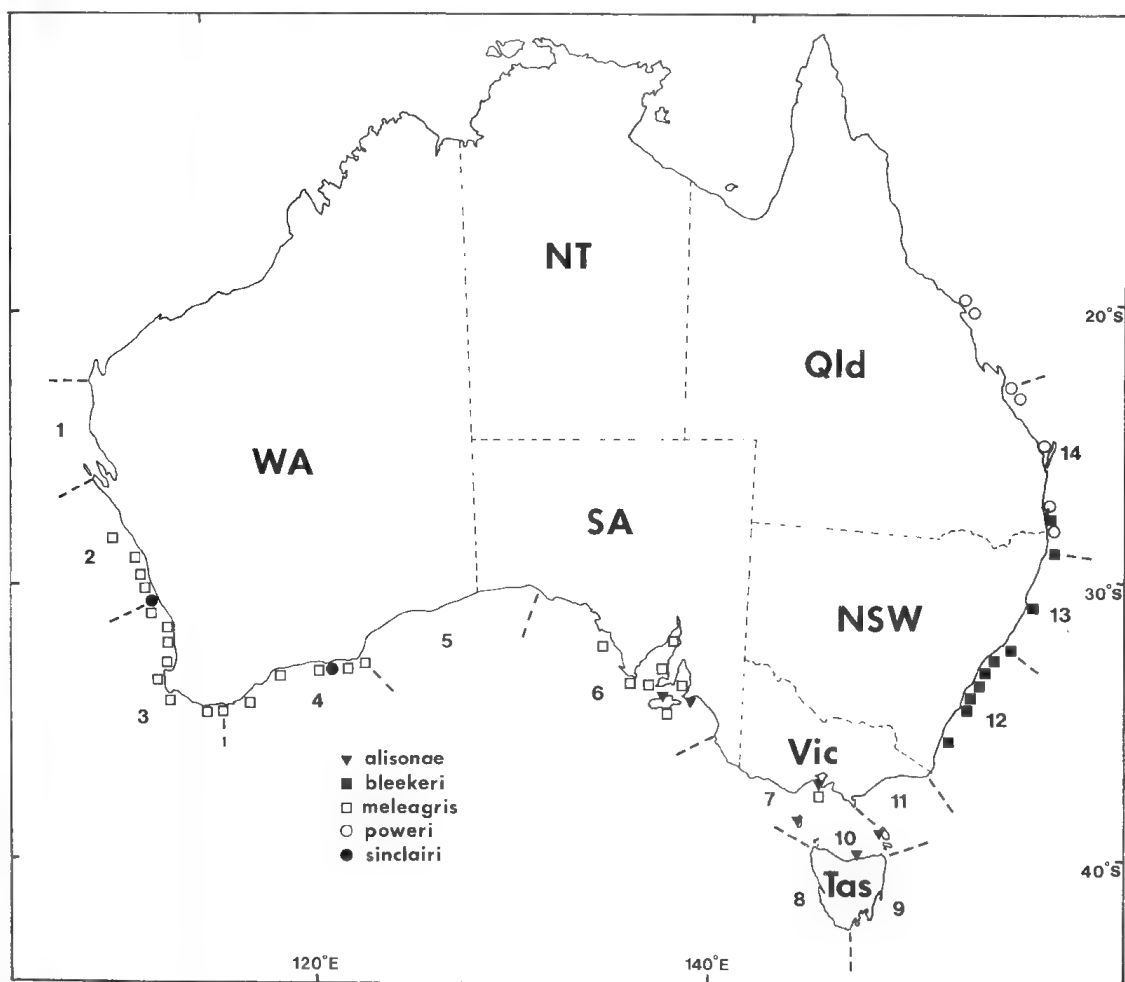 NT
20°S
Qld
1
WA
14
SA
2
30°S
NSW
13
5
6
4
12
3
Vic
▼ alisonae
■ bleekeri
□ meleagris
○ poweri
● sinclairi
7
11
10
40°S
Tas
8
9
120°E
140°E